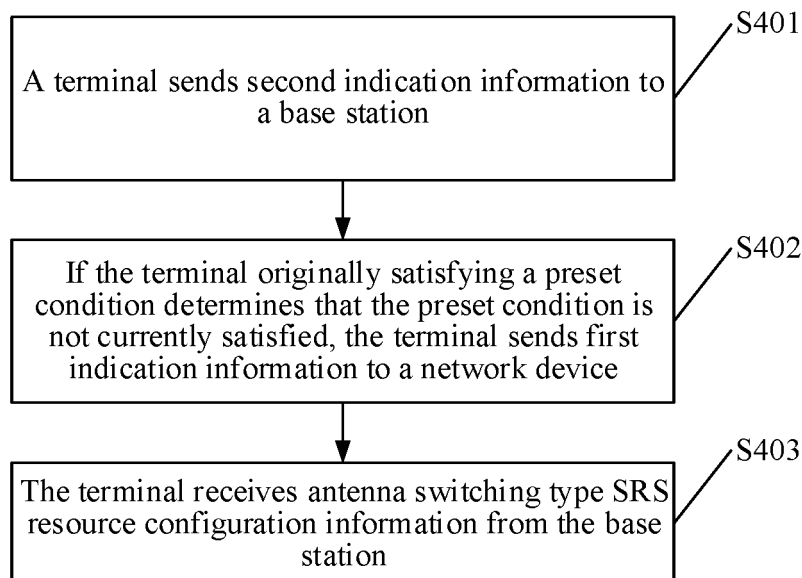 S401
A terminal sends second indication information to
a base station
S402
If the terminal originally satisfying a preset
condition determines that the preset condition is
not currently satisfied, the terminal sends first
indication information to a network device
S403
The terminal receives antenna switching type SRS
resource configuration information from the base
station